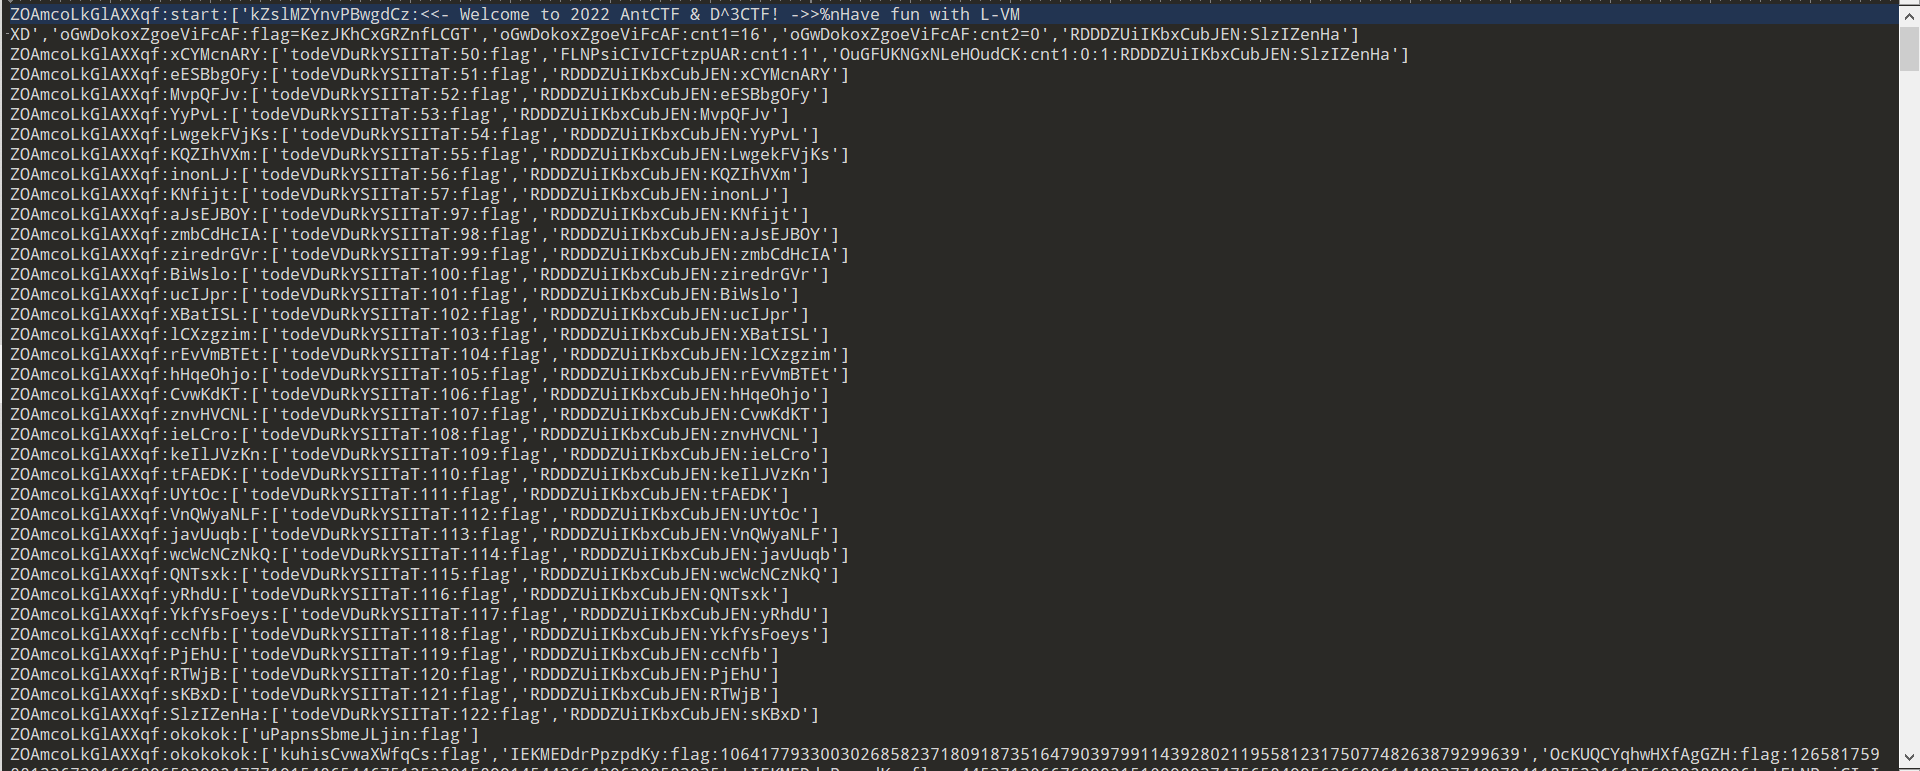 ZOAmcoLkGlAXXqf:start:['kZslMZYnvPBwgdCz:<<- Welcome to 2022 AntCTF & D^3CTF! ->>%nHave fun with L-VM
XD','oGwDokoxZgoeViFcAF:flag=KezJKhCxGRZnfLCGT','oGwDokoxZgoeViFcAF:cnt1=16','oGwDokoxZgoeViFcAF:cnt2=0','RDDDZUiIKbxCubJEN:SlzIZenHa']
ZOAmcoLkGlAXXqf:xCYMcnARY:['todeVDuRkYSIITaT:50:flag','FLNPsiCIvICFtzpUAR:cnt1:1','OuGFUKNGxNLeHOudCK:cnt1:0:1:RDDDZUiIKbxCubJEN:SlzIZenHa']
ZOAmcoLkGlAXXqf:eESBbgOFy:['todeVDuRkYSIITaT:51:flag','RDDDZUiIKbxCubJEN:xCYMcnARY']
ZOAmcoLkGlAXXqf:MvpQFJv:['todeVDuRkYSIITaT:52:flag','RDDDZUiIKbxCubJEN:eESBbgOFy']
ZOAmcoLkGlAXXqf:YyPvL:['todeVDuRkYSIITaT:53:flag','RDDDZUiIKbxCubJEN:MvpQFJv']
ZOAmcoLkGlAXXqf:LwgekFVjKs:['todeVDuRkYSIITaT:54:flag','RDDDZUiIKbxCubJEN:YyPvL']
ZOAmcoLkGlAXXqf:KQZIhVXm:['todeVDuRkYSIITaT:55:flag','RDDDZUiIKbxCubJEN:LwgekFVjKs']
ZOAmcoLkGlAXXqf:inonLJ:['todeVDuRkYSIITaT:56:flag','RDDDZUiIKbxCubJEN:KQZIhVXm']
ZOAmcoLkGlAXXqf:KNfijt:['todeVDuRkYSIITaT:57:flag','RDDDZUiIKbxCubJEN:inonLJ']
ZOAmcoLkGlAXXqf:aJsEJBOY:['todeVDuRkYSIITaT:97:flag','RDDDZUiIKbxCubJEN:KNfijt']
ZOAmcoLkGlAXXqf:zmbCdHcIA:['todeVDuRkYSIITaT:98:flag','RDDDZUiIKbxCubJEN:aJsEJBOY']
ZOAmcoLkGlAXXqf:ziredrGVr:['todeVDuRkYSIITaT:99:flag','RDDDZUiIKbxCubJEN:zmbCdHcIA']
ZOAmcoLkGlAXXqf:BiWslo:['todeVDuRkYSIITaT:100:flag','RDDDZUiIKbxCubJEN:ziredrGVr']
ZOAmcoLkGlAXXqf:ucIJpr:['todeVDuRkYSIITaT:101:flag','RDDDZUiIKbxCubJEN:BiWslo']
ZOAmcoLkGlAXXqf:XBatISL:['todeVDuRkYSIITaT:102:flag','RDDDZUiIKbxCubJEN:ucIJpr']
ZOAmcoLkGlAXXqf:lCXzgzim:['todeVDuRkYSIITaT:103:flag','RDDDZUiIKbxCubJEN:XBatISL']
ZOAmcoLkGlAXXqf:rEvVmBTEt:['todeVDuRkYSIITaT:104:flag','RDDDZUiIKbxCubJEN:lCXzgzim']
ZOAmcoLkGlAXXqf:hHqeOhjo:['todeVDuRkYSIITaT:105:flag','RDDDZUiIKbxCubJEN:rEvVmBTEt']
ZOAmcoLkGlAXXqf:CvwKdKT:['todeVDuRkYSIITaT:106:flag','RDDDZUiIKbxCubJEN:hHqeOhjo']
ZOAmcoLkGlAXXqf:znvHVCNL:['todeVDuRkYSIITaT:107:flag','RDDDZUiIKbxCubJEN:CvwKdKT']
ZOAmcoLkGlAXXqf:ieLCro:['todeVDuRkYSIITaT:108:flag','RDDDZUiIKbxCubJEN:znvHVCNL']
ZOAmcoLkGlAXXqf:keIlJVzKn:['todeVDuRkYSIITaT:109:flag','RDDDZUiIKbxCubJEN:ieLCro']
ZOAmcoLkGlAXXqf:tFAEDK:['todeVDuRkYSIITaT:110:flag','RDDDZUiIKbxCubJEN:keIlJVzKn']
ZOAmcoLkGlAXXqf:UYtOc:['todeVDuRkYSIITaT:111:flag','RDDDZUiIKbxCubJEN:tFAEDK']
ZOAmcoLkGlAXXqf:VnQWyaNLF:['todeVDuRkYSIITaT:112:flag','RDDDZUiIKbxCubJEN:UYtOc']
ZOAmcoLkGlAXXqf:javUuqb:['todeVDuRkYSIITaT:113:flag','RDDDZUiIKbxCubJEN:VnQWyaNLF']
ZOAmcoLkGlAXXqf:wcWcNCzNkQ:['todeVDuRkYSIITaT:114:flag','RDDDZUiIKbxCubJEN:javUuqb']
ZOAmcoLkGlAXXqf:QNTsxk:['todeVDuRkYSIITaT:115:flag','RDDDZUiIKbxCubJEN:wcWcNCzNkQ']
ZOAmcoLkGlAXXqf:yRhdU:['todeVDuRkYSIITaT:116:flag','RDDDZUiIKbxCubJEN:QNTsxk']
ZOAmcoLkGlAXXqf:YkfYsFoeys:['todeVDuRkYSIITaT:117:flag','RDDDZUiIKbxCubJEN:yRhdU']
ZOAmcoLkGlAXXqf:ccNfb:['todeVDuRkYSIITaT:118:flag','RDDDZUiIKbxCubJEN:YkfYsFoeys']
ZOAmcoLkGlAXXqf:PjEhU:['todeVDuRkYSIITaT:119:flag','RDDDZUiIKbxCubJEN:ccNfb']
ZOAmcoLkGlAXXqf:RTWjB:['todeVDuRkYSIITaT:120:flag','RDDDZUiIKbxCubJEN:PjEhU']
ZOAmcoLkGlAXXqf:sKBxD:['todeVDuRkYSIITaT:121:flag','RDDDZUiIKbxCubJEN:RTWjB']
ZOAmcoLkGlAXXqf:SlzIZenHa:['todeVDuRkYSIITaT:122:flag','RDDDZUiIKbxCubJEN:sKBxD']
ZOAmcoLkGlAXXqf:okokok:['uPapnsSbmeJLjin:flag']
ZOAmcoLkGlAXXqf:okokokok:['kuhisCvwaXWfqCs:flag','IEKMEDdrPpzpdKy:flag:10641779330030268582371809187351647903979911439280211955812317507748263879299639','OcKUQCYqhwHXfAgGZH:flag:126581759